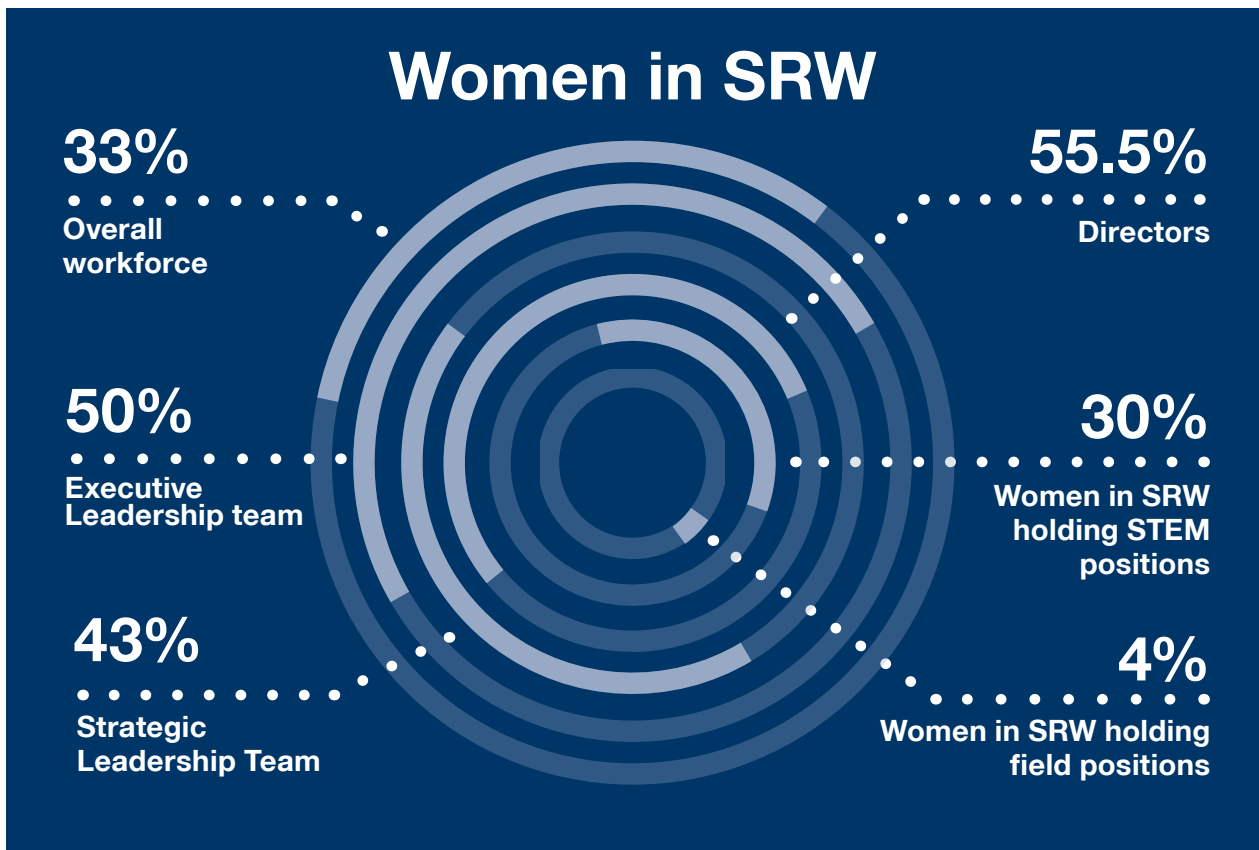 Women in SRW
33%
Overall
workforce
50%
Executive
Leadership team
43%
Strategic
Leadership Team
55.5%
Directors
30%
Women in SRW
holding STEM
positions
4%
Women in SRW holding
field positions